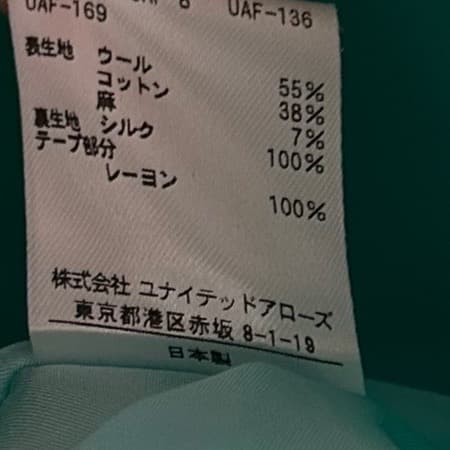 UAF-169 UAF-136
表生地 ウール 55%
コットン 38%
麻 7%
裏生地 シルク 100%
テープ部分
レーヨン 100%
株式会社 ユナイテッドアローズ
東京都港区赤坂 8-1-19
日本製